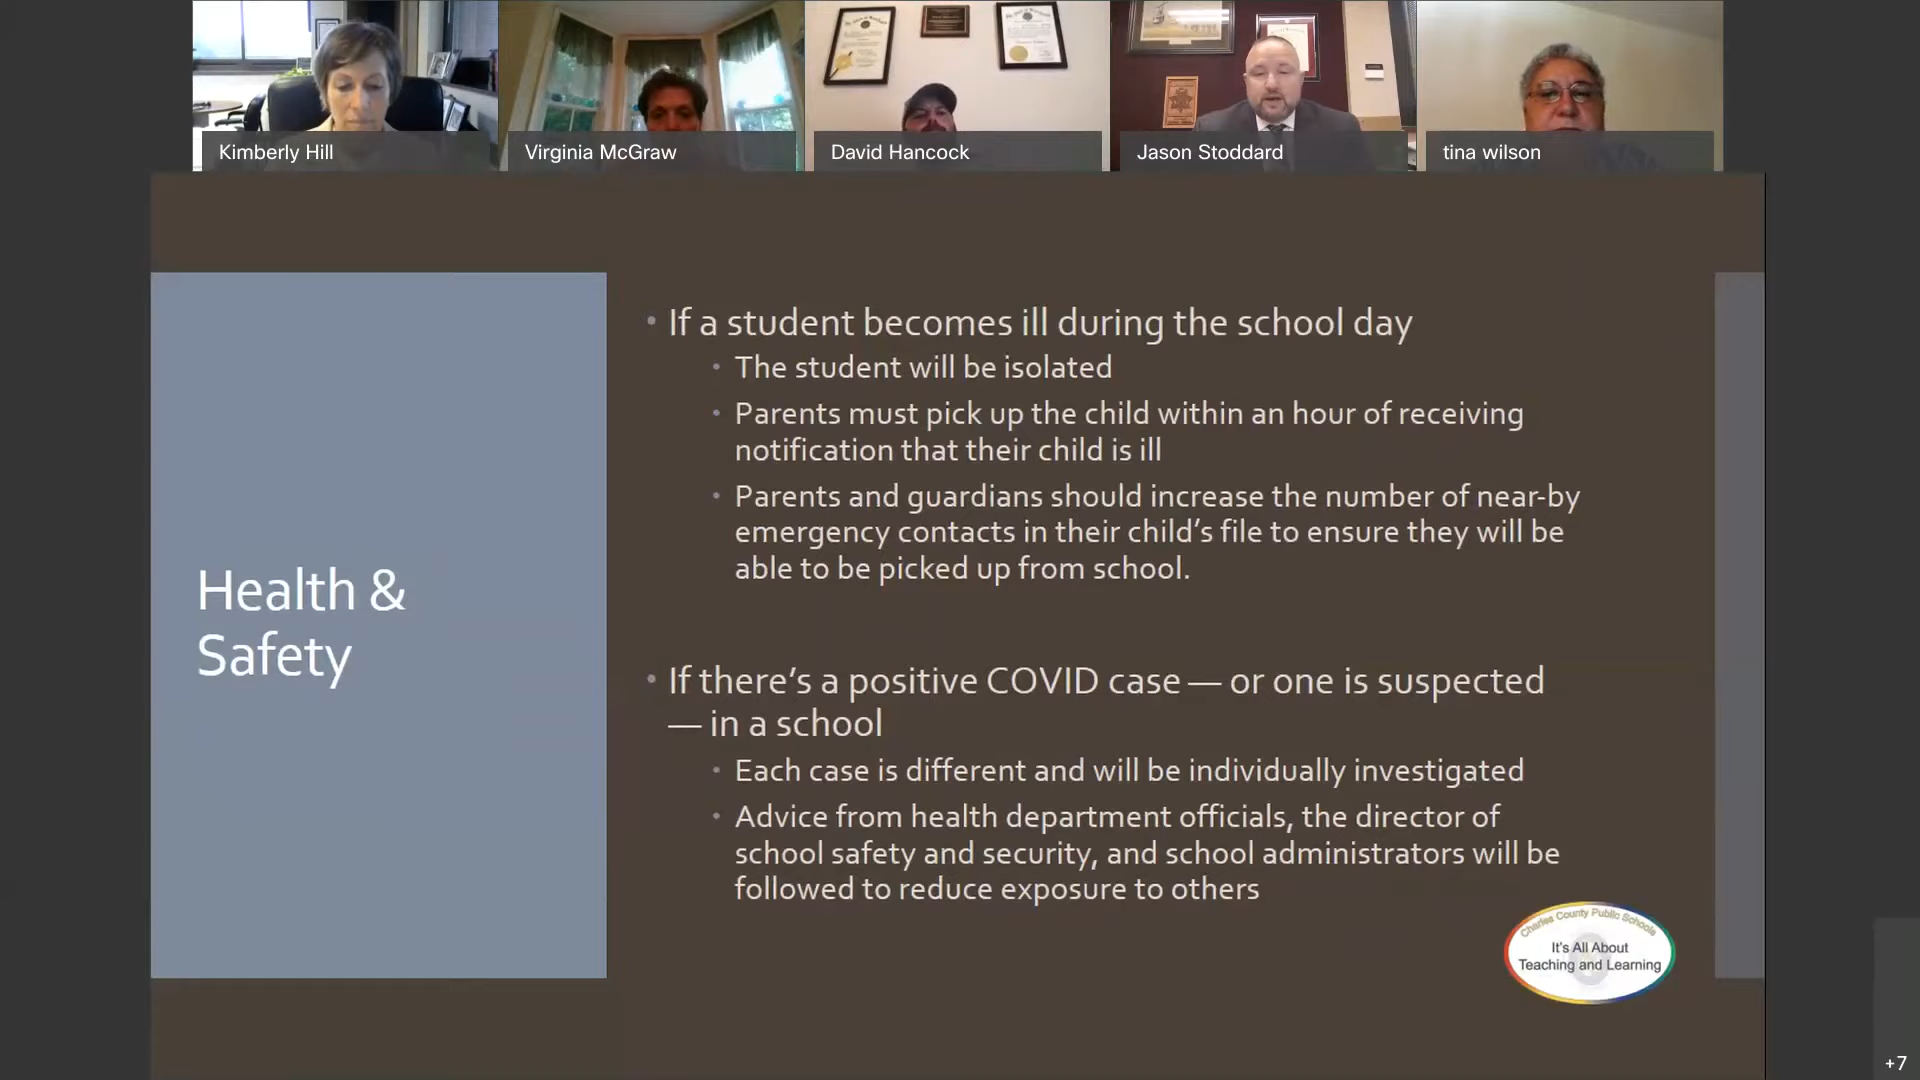 Kimberly Hill
Virginia McGraw
David Hancock
Jason Stoddard
tina wilson
Health &
Safety
• If a student becomes ill during the school day
• The student will be isolated
• Parents must pick up the child within an hour of receiving
notification that their child is ill
• Parents and guardians should increase the number of near-by
emergency contacts in their child’s file to ensure they will be
able to be picked up from school.
• If there’s a positive COVID case — or one is suspected
— in a school
• Each case is different and will be individually investigated
• Advice from health department officials, the director of
school safety and security, and school administrators will be
followed to reduce exposure to others
Charles County Public Schools
It's All About
Teaching and Learning
+7